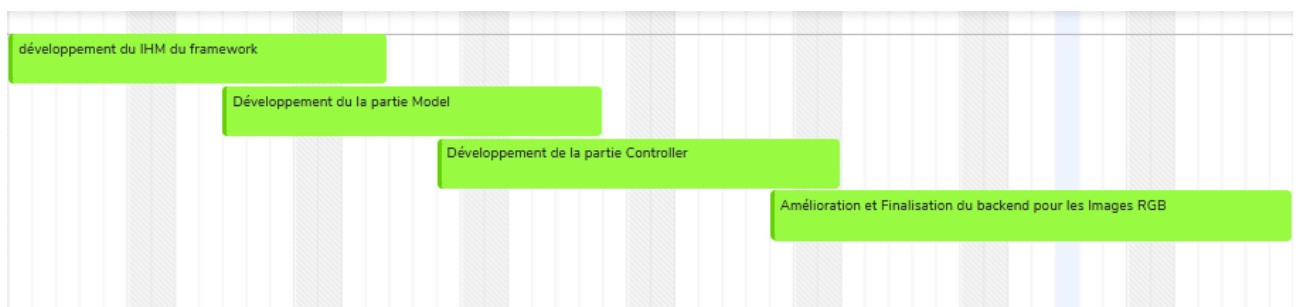 développement du IHM du framework
Développement du la partie Model
Développement de la partie Controller
Amélioration et Finalisation du backend pour les Images RGB